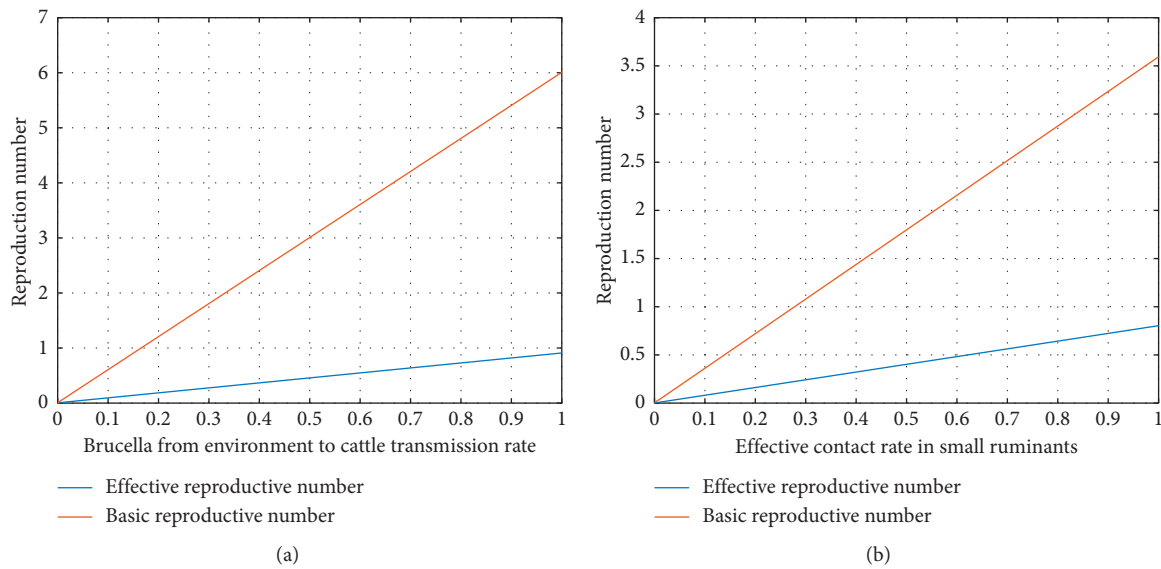 7
6
5
4
3
2
1
0
Reproduction number
0 0.1 0.2 0.3 0.4 0.5 0.6 0.7 0.8 0.9 1
Brucella from environment to cattle transmission rate
Effective reproductive number
Basic reproductive number
(a)
4
3.5
3
2.5
2
1.5
1
0.5
0
Reproduction number
0 0.1 0.2 0.3 0.4 0.5 0.6 0.7 0.8 0.9 1
Effective contact rate in small ruminants
Effective reproductive number
Basic reproductive number
(b)